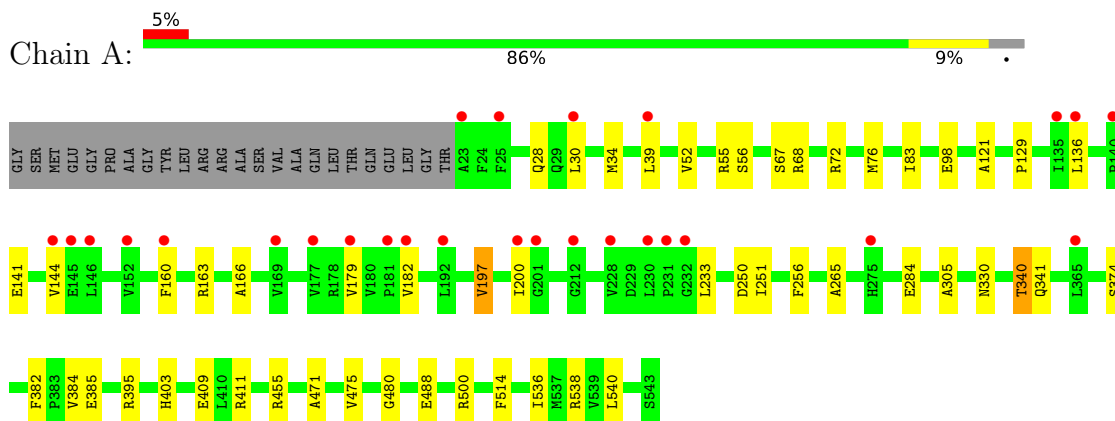 5%
Chain A:
86% 9% •
GLY SER MET GLU GLY PRO ALA GLY TYR LEU ARG ARG ALA SER VAL ALA GLN LEU THR GLN GLU LEU GLY THR A23 F24 F25 Q28 Q29 L30 M34 L39 V52 R55 S56 S67 R68 R72 M76 I83 E98 A121 P129 I135 L136
E141 V144 E145 L146 V152 F160 R163 A166 V169 V177 R178 V179 V180 P181 V182 L192 V197 I200 G201 G212 V228 D229 L230 P231 G232 L233 D250 I251 F256 A265 H275 E284 A305 N330 T340 Q341 L365
F382 P383 V384 E385 R395 H403 E409 L410 R411 R455 A471 V475 G480 E488 R500 F514 I536 M537 R538 V539 L540 S543